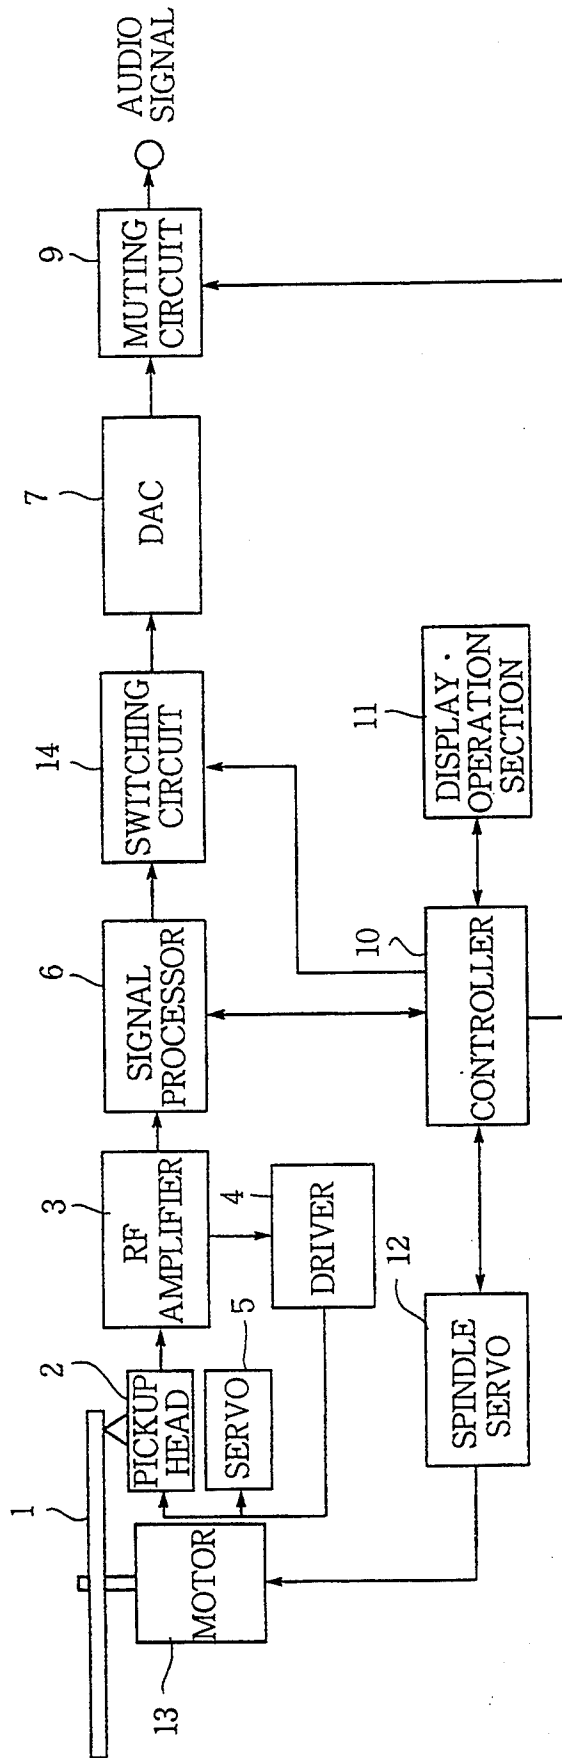 1
2
PICKUP
HEAD
3
RF
AMPLIFIER
6
SIGNAL
PROCESSOR
14
SWITCHING
CIRCUIT
7
DAC
9
MUTING
CIRCUIT
AUDIO
SIGNAL
13
MOTOR
5
SERVO
4
DRIVER
12
SPINDLE
SERVO
10
CONTROLLER
11
DISPLAY ·
OPERATION
SECTION